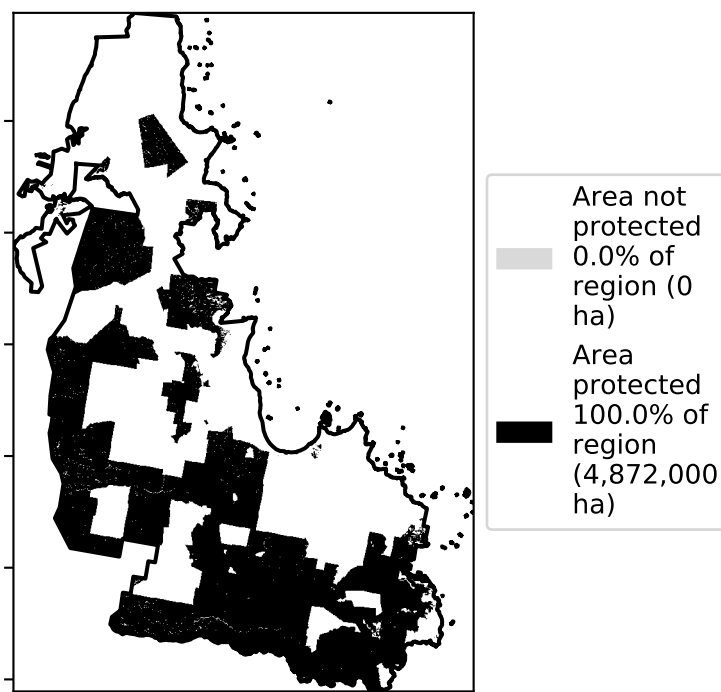 Area not
protected
0.0% of
region (0
ha)
Area
protected
100.0% of
region
(4,872,000
ha)